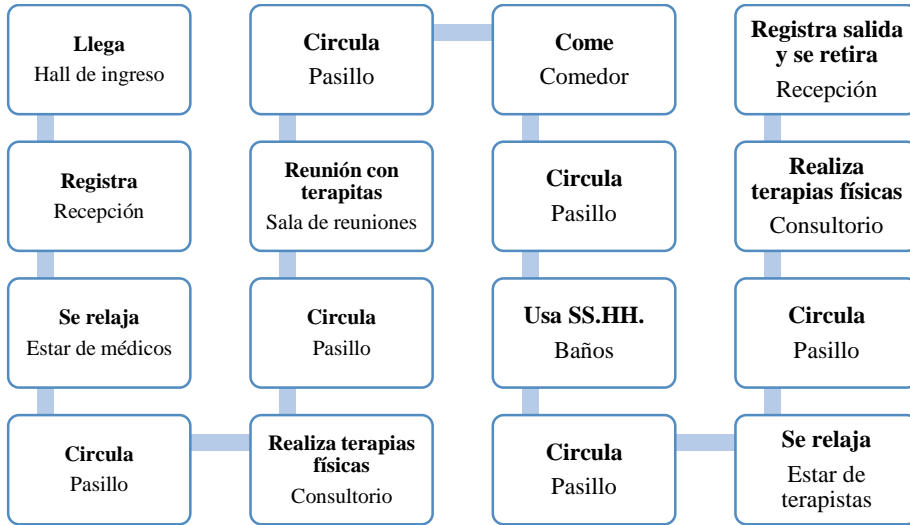 Llega
Hall de ingreso
Registra
Recepción
Se relaja
Estar de médicos
Circula
Pasillo
Realiza terapias
físicas
Consultorio
Circula
Pasillo
Reunión con
terapitas
Sala de reuniones
Circula
Pasillo
Come
Comedor
Circula
Pasillo
Usa SS.HH.
Baños
Circula
Pasillo
Se relaja
Estar de
terapistas
Circula
Pasillo
Realiza
terapias físicas
Consultorio
Registra salida
y se retira
Recepción